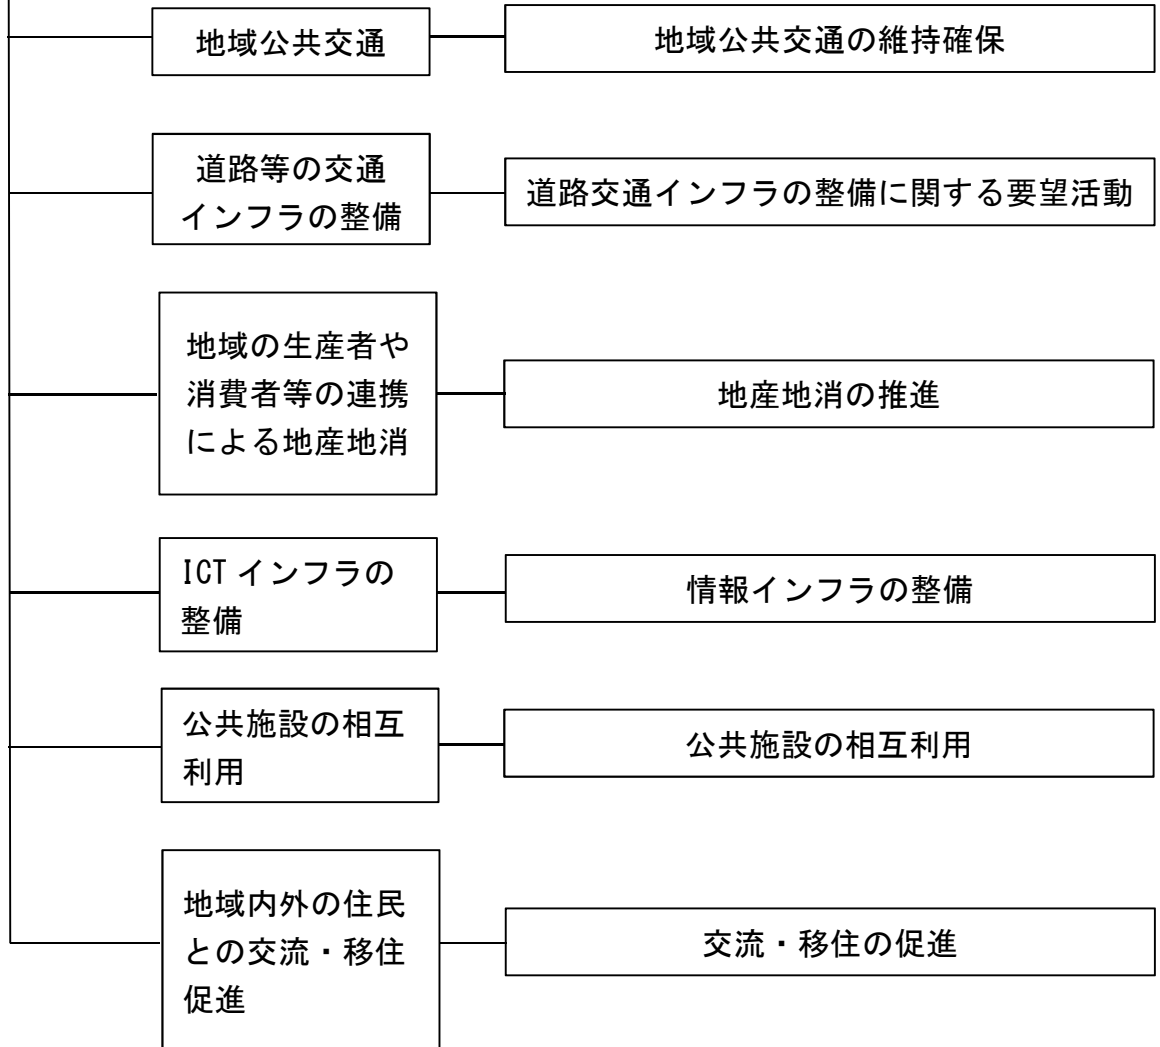 地域公共交通
地域公共交通の維持確保
道路等の交通
インフラの整備
道路交通インフラの整備に関する要望活動
地域の生産者や
消費者等の連携
による地産地消
地産地消の推進
ICT インフラの
整備
情報インフラの整備
公共施設の相互
利用
公共施設の相互利用
地域内外の住民
との交流・移住
促進
交流・移住の促進